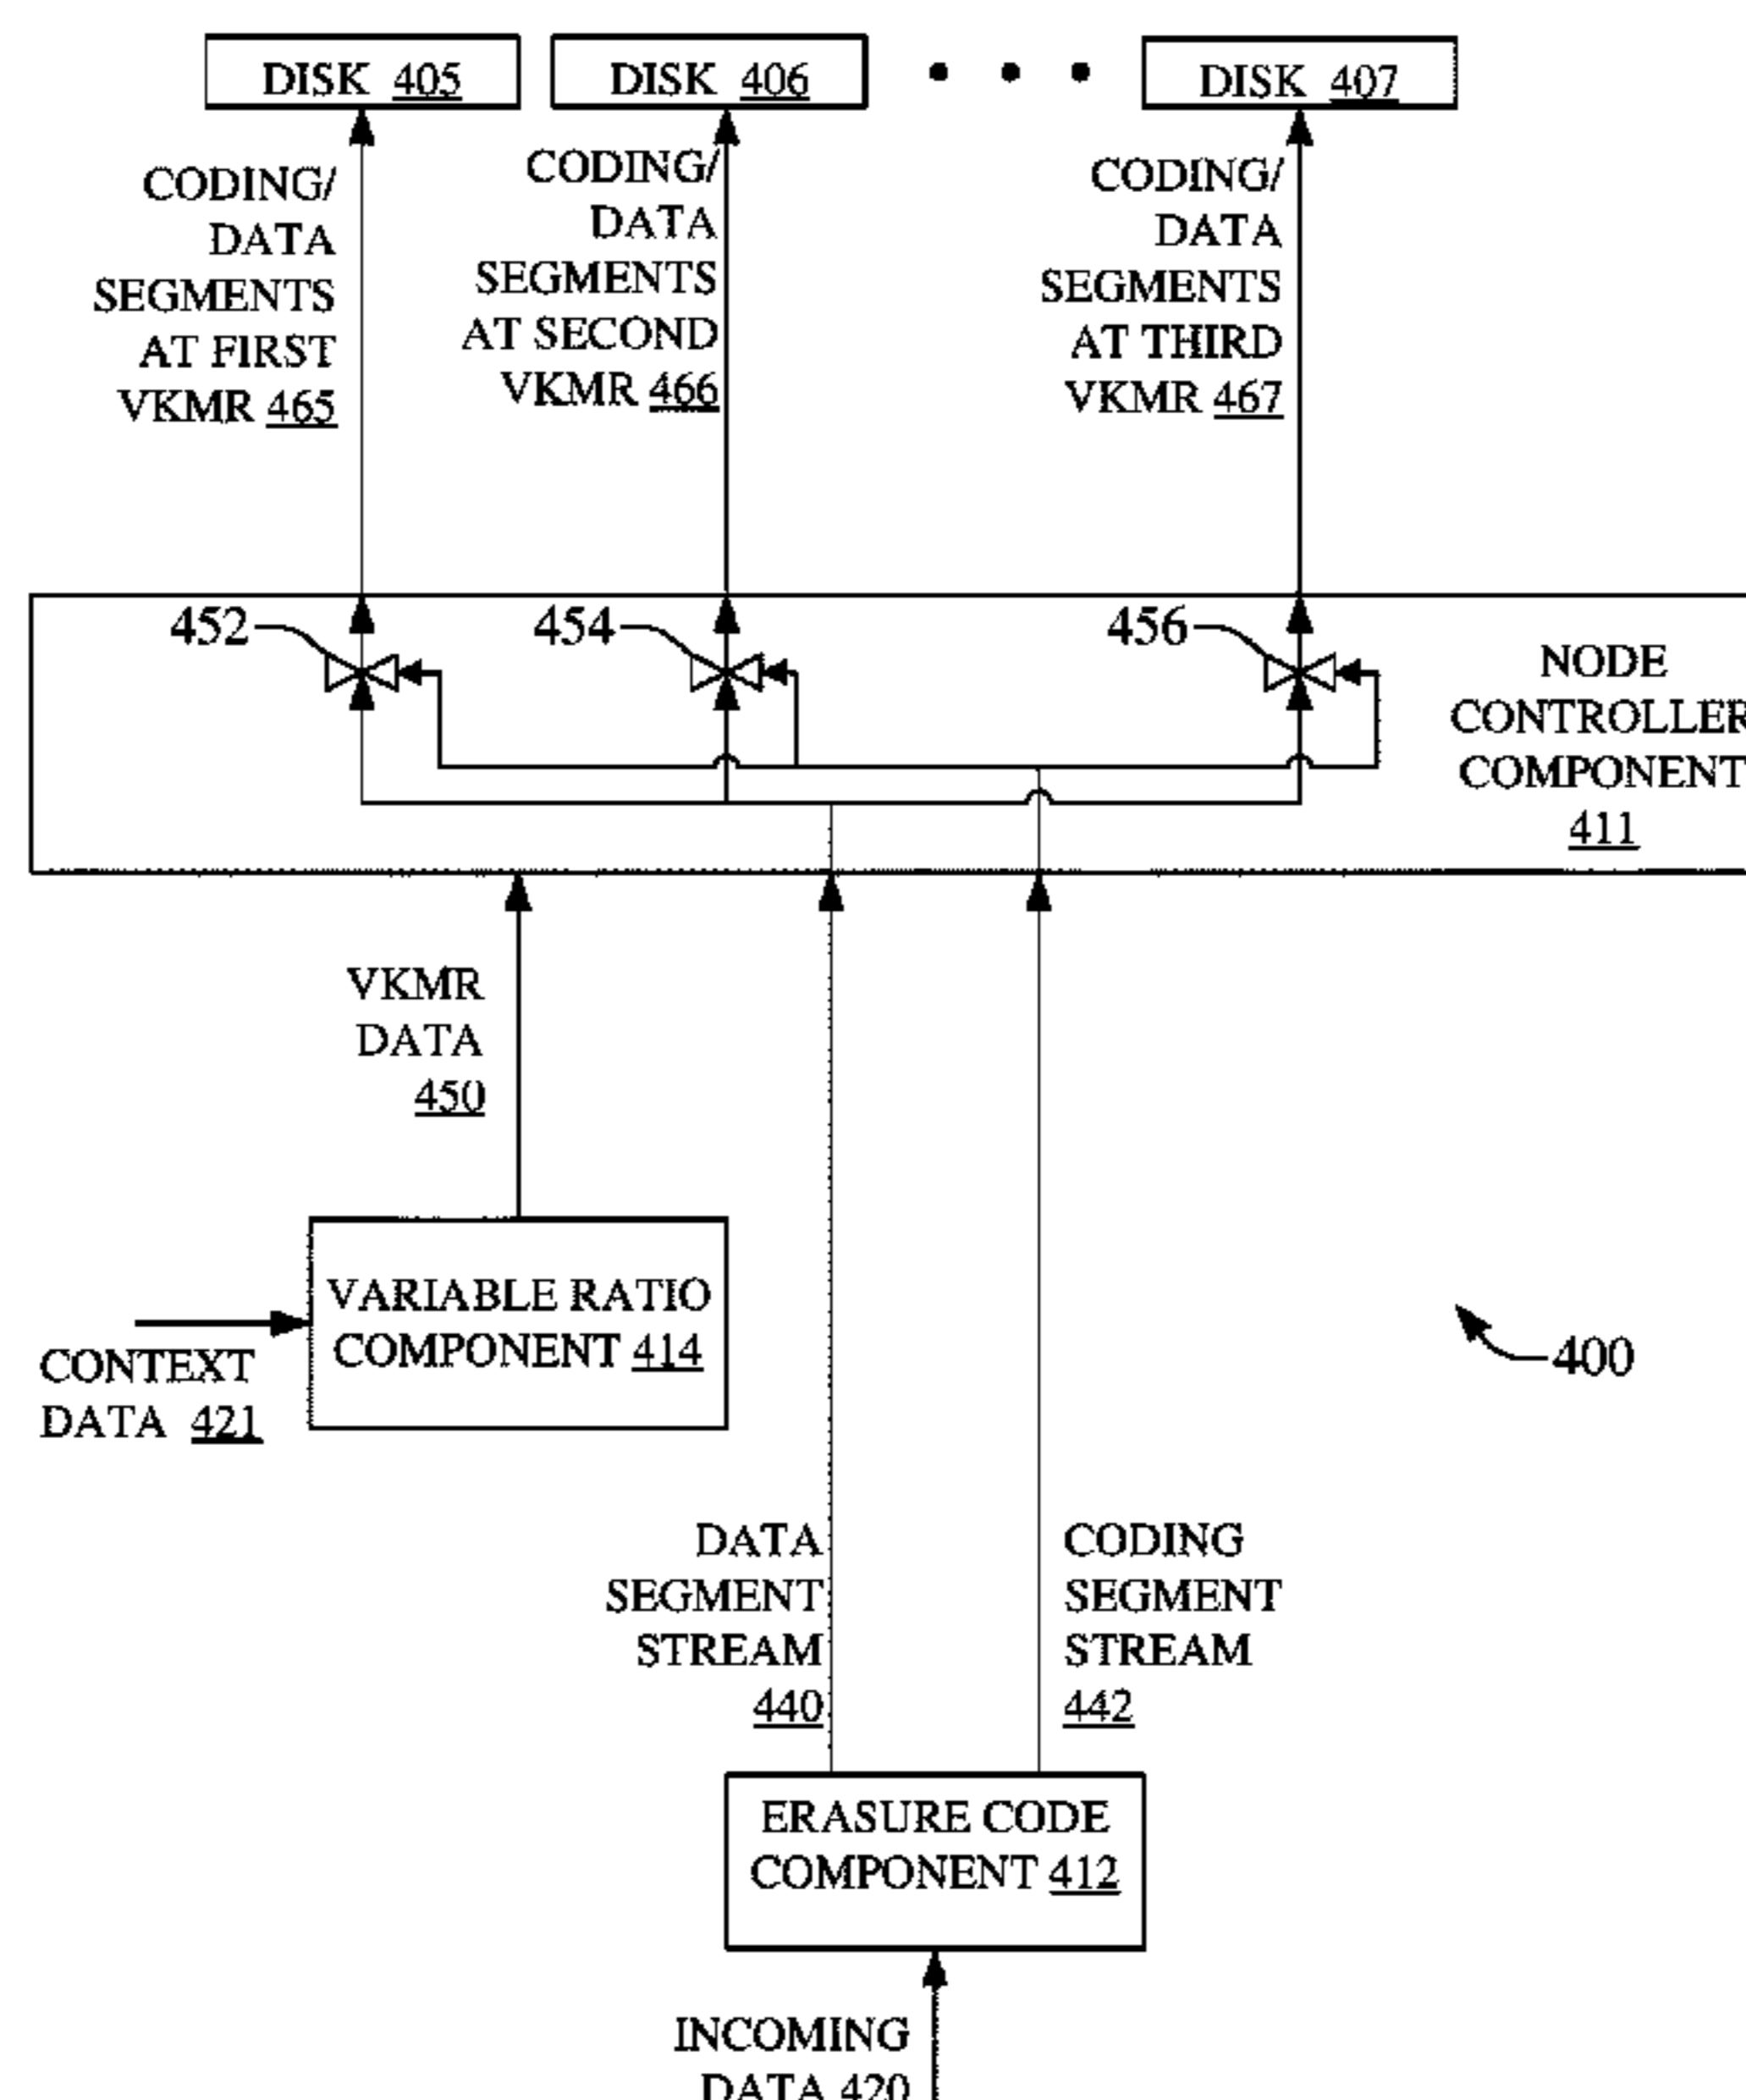 DISK 405
DISK 406
DISK 407
CODING/
DATA
SEGMENTS
AT FIRST
VKMR 465
CODING/
DATA
SEGMENTS
AT SECOND
VKMR 466
CODING/
DATA
SEGMENTS
AT THIRD
VKMR 467
452
454
456
NODE
CONTROLLER
COMPONENT
411
VKMR
DATA
450
VARIABLE RATIO
COMPONENT 414
CONTEXT
DATA 421
400
DATA
SEGMENT
STREAM
440
CODING
SEGMENT
STREAM
442
ERASURE CODE
COMPONENT 412
INCOMING
DATA 420